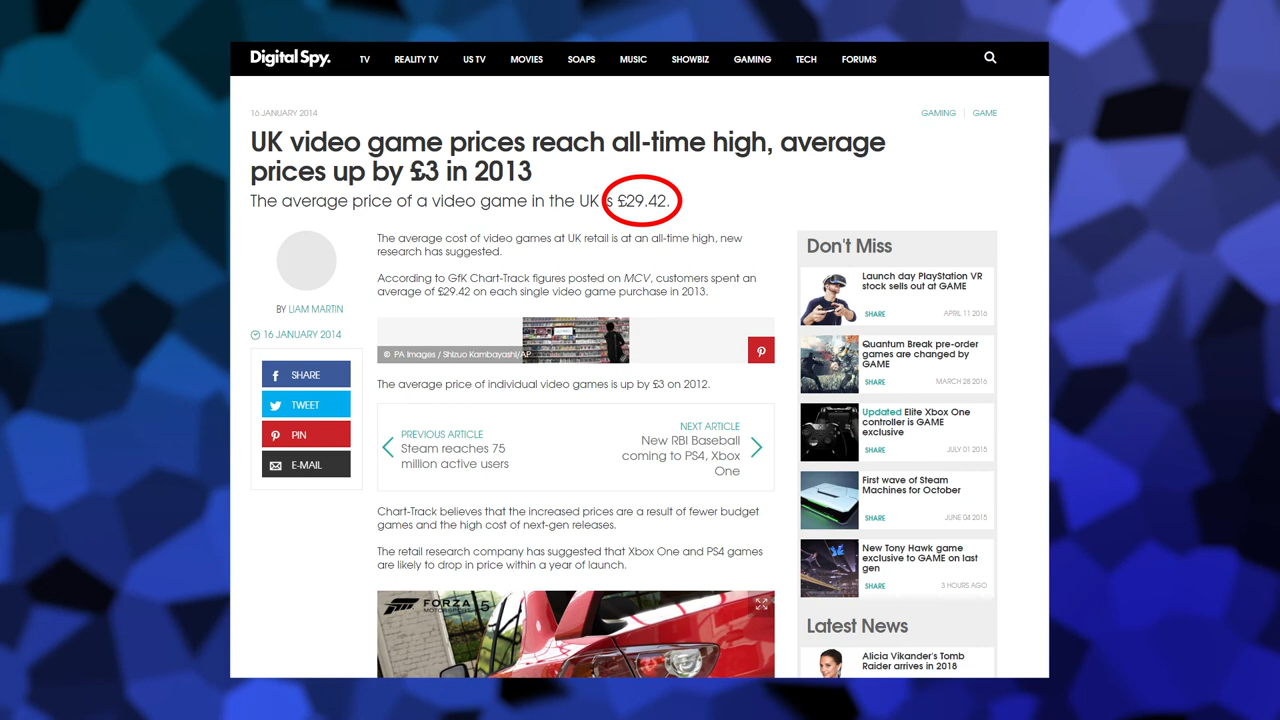 Digital Spy.
TV
REALITY TV
US TV
MOVIES
SOAPS
MUSIC
SHOWBIZ
GAMING
TECH
FORUMS
16 JANUARY 2014
GAMING
GAME
UK video game prices reach all-time high, average
prices up by £3 in 2013
The average price of a video game in the UK is £29.42.
BY LIAM MARTIN
16 JANUARY 2014
SHARE
TWEET
PIN
E-MAIL
The average cost of video games at UK retail is at an all-time high, new
research has suggested.
According to GfK Chart-Track figures posted on MCV, customers spent an
average of £29.42 on each single video game purchase in 2013.
© PA Images / Shizuo Kambayashi/AP
The average price of individual video games is up by £3 on 2012.
PREVIOUS ARTICLE
Steam reaches 75
million active users
NEXT ARTICLE
New RBI Baseball
coming to PS4, Xbox
One
Chart-Track believes that the increased prices are a result of fewer budget
games and the high cost of next-gen releases.
The retail research company has suggested that Xbox One and PS4 games
are likely to drop in price within a year of launch.
FORZA
MOTORSPORT 5
Don't Miss
Launch day PlayStation VR
stock sells out at GAME
SHARE
APRIL 11 2016
Quantum Break pre-order
games are changed by
GAME
SHARE
MARCH 28 2016
Updated Elite Xbox One
controller is GAME
exclusive
SHARE
JULY 01 2015
First wave of Steam
Machines for October
SHARE
JUNE 04 2015
New Tony Hawk game
exclusive to GAME on last
gen
SHARE
3 HOURS AGO
Latest News
Alicia Vikander's Tomb
Raider arrives in 2018